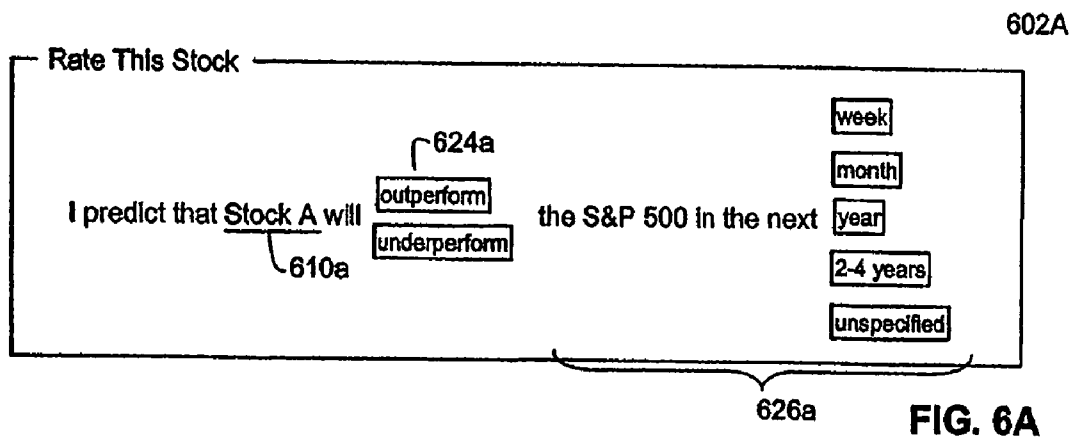 602A
Rate This Stock
week
624a
month
outperform
I predict that Stock A will
the S&P 500 in the next
year
underperform
610a
2-4 years
unspecified
626a
FIG. 6A